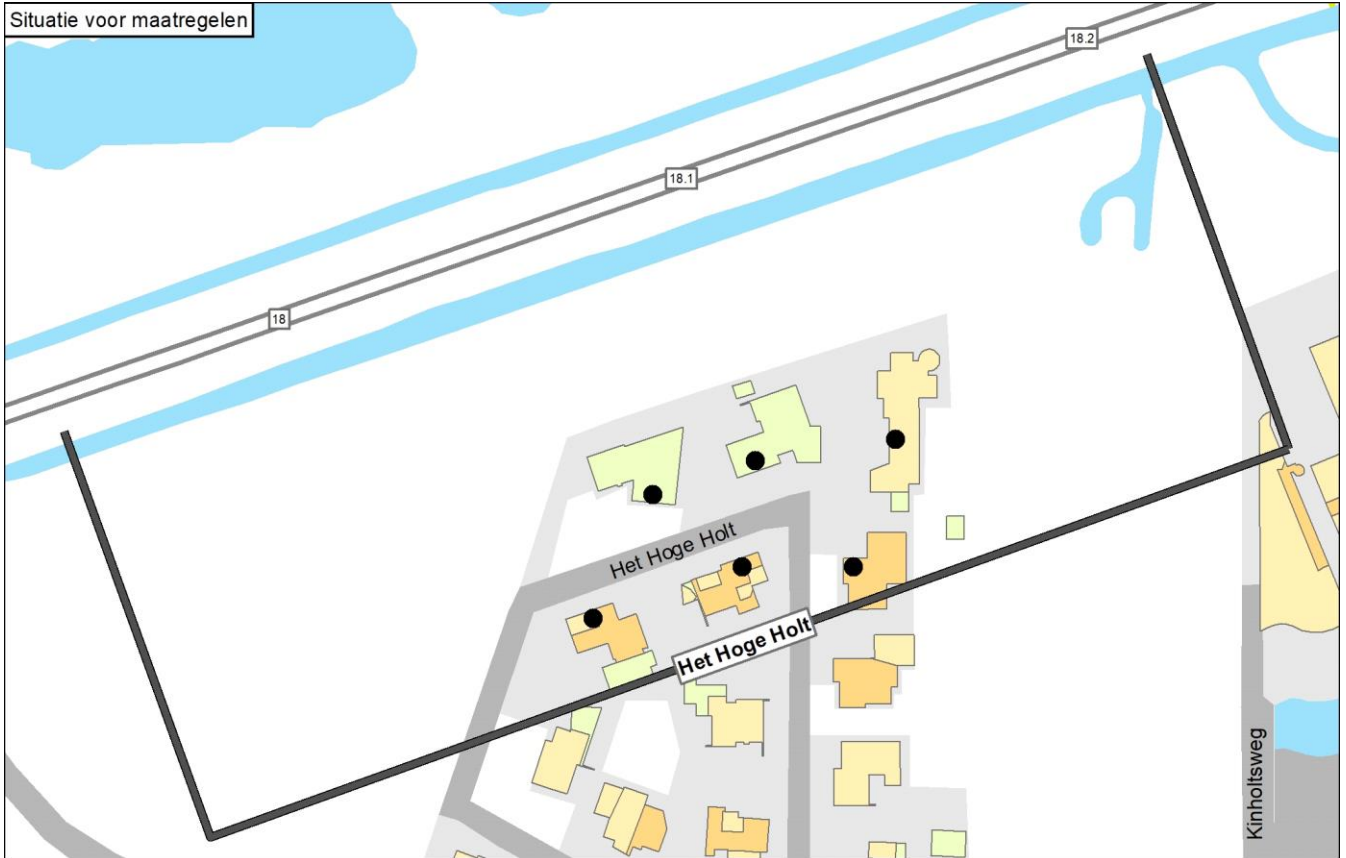 Situatie voor maatregelen
18.2
18.1
18
Het Hoge Holt
Het Hoge Holt
Kinholtsweg